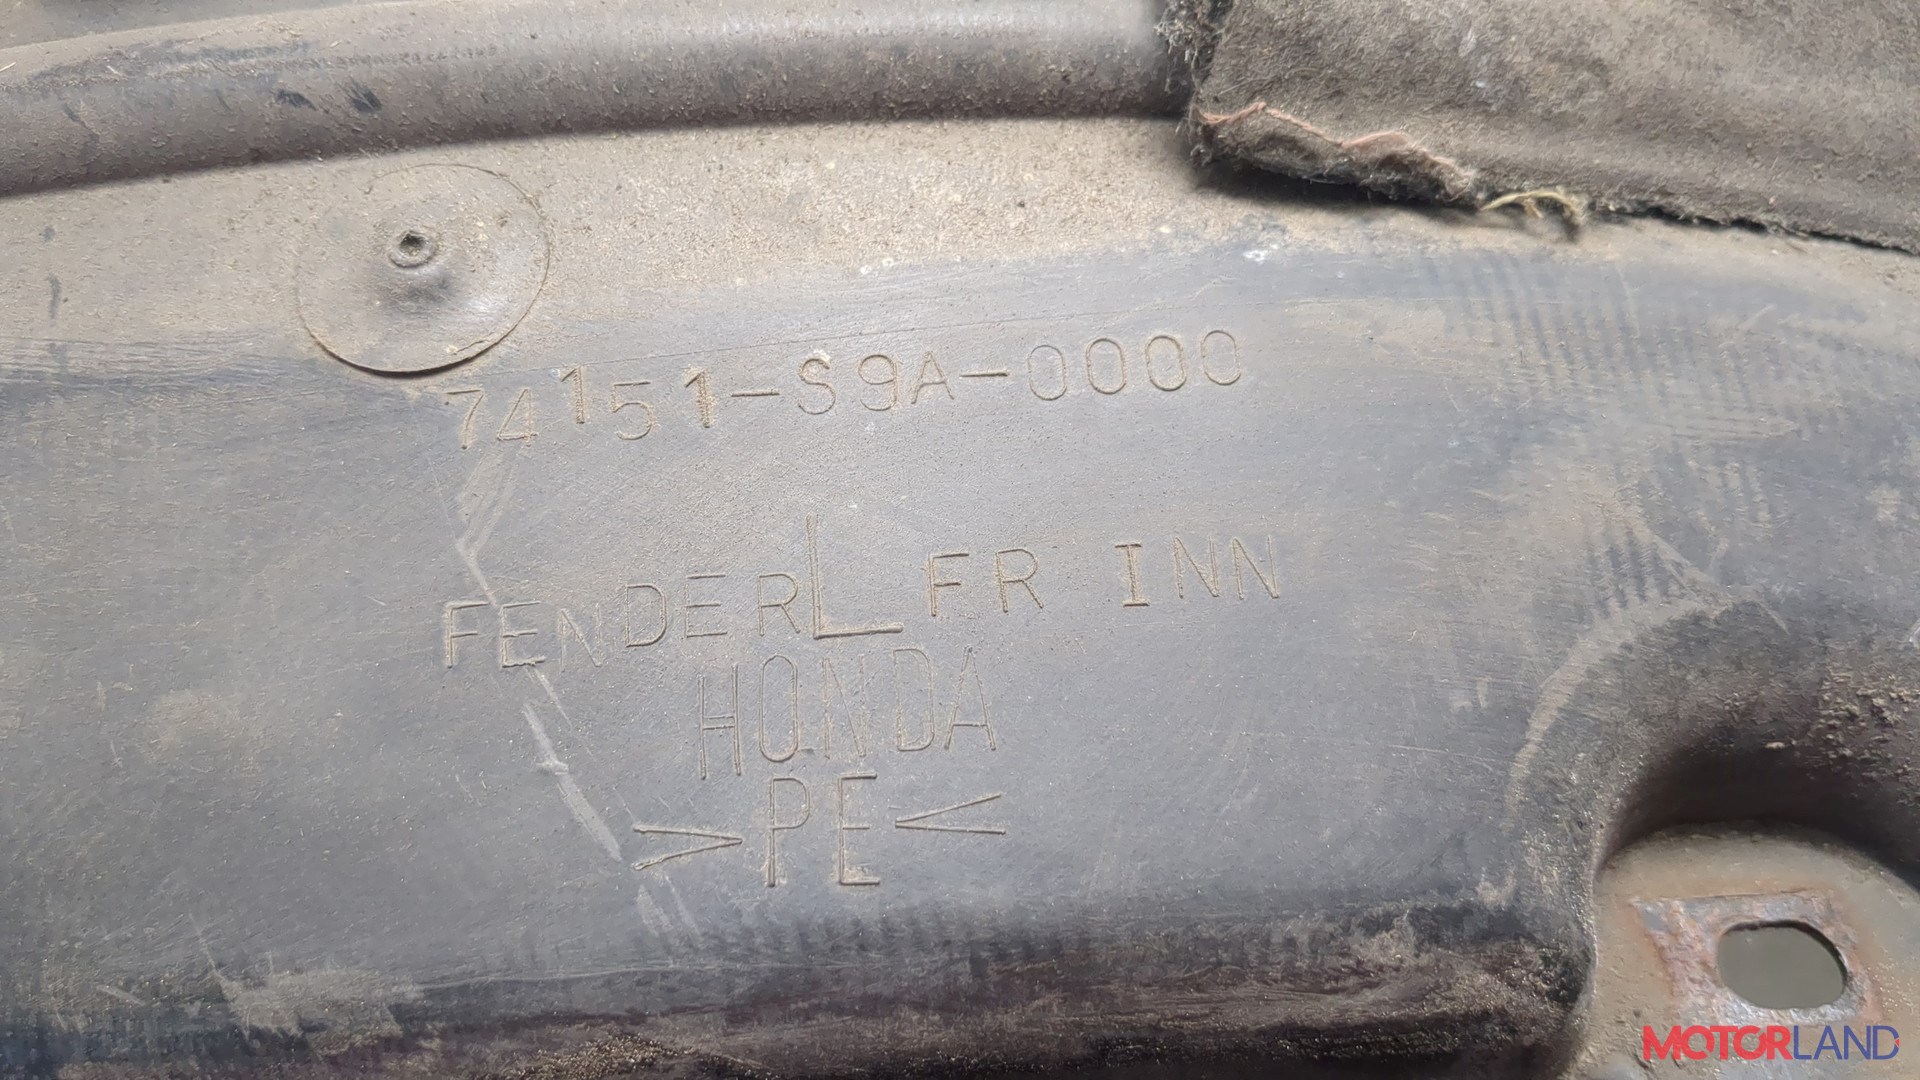 74151-S9A-0000
FENDER L FR INN
HONDA
>PE<
MOTORLAND